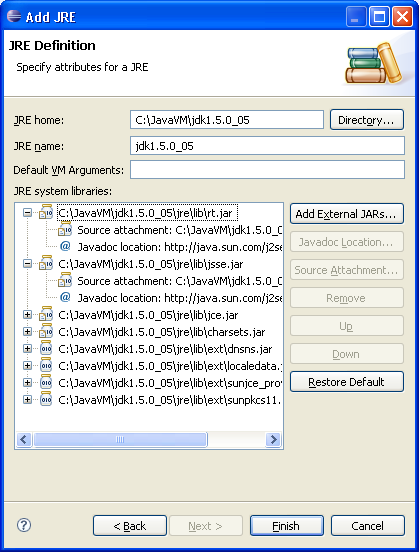 Add JRE
JRE Definition
Specify attributes for a JRE
JRE home:
C:\JavaVM\jdk1.5.0_05
Directory...
JRE name:
jdk1.5.0_05
Default VM Arguments:
JRE system libraries:
C:\JavaVM\jdk1.5.0_05\jre\lib\rt.jar
Source attachment: C:\JavaVM\jdk1.5.0
Javadoc location: http://java.sun.com/j2se
C:\JavaVM\jdk1.5.0_05\jre\lib\jsse.jar
Source attachment: C:\JavaVM\jdk1.5.0
Javadoc location: http://java.sun.com/j2se
C:\JavaVM\jdk1.5.0_05\jre\lib\jce.jar
C:\JavaVM\jdk1.5.0_05\jre\lib\charsets.jar
C:\JavaVM\jdk1.5.0_05\jre\lib\ext\dnsns.jar
C:\JavaVM\jdk1.5.0_05\jre\lib\ext\localedata.j
C:\JavaVM\jdk1.5.0_05\jre\lib\ext\sunjce_prov
C:\JavaVM\jdk1.5.0_05\jre\lib\ext\sunpkcs11.
Add External JARs...
Javadoc Location...
Source Attachment...
Remove
Up
Down
Restore Default
?
< Back
Next >
Finish
Cancel